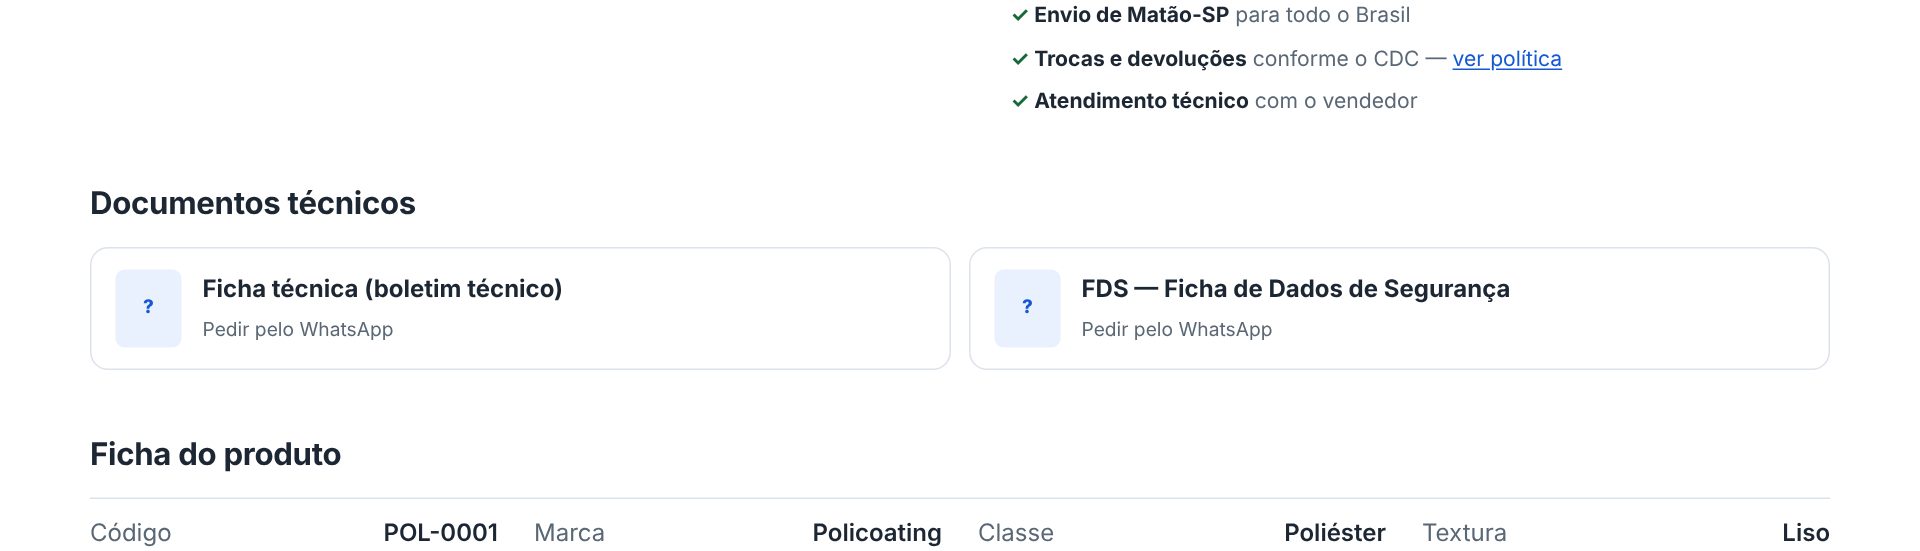 ✓ Envio de Matão-SP para todo o Brasil
✓ Trocas e devoluções conforme o CDC — ver política
✓ Atendimento técnico com o vendedor
Documentos técnicos
? Ficha técnica (boletim técnico)
Pedir pelo WhatsApp
? FDS — Ficha de Dados de Segurança
Pedir pelo WhatsApp
Ficha do produto
Código POL-0001 Marca Policoating Classe Poliéster Textura Liso